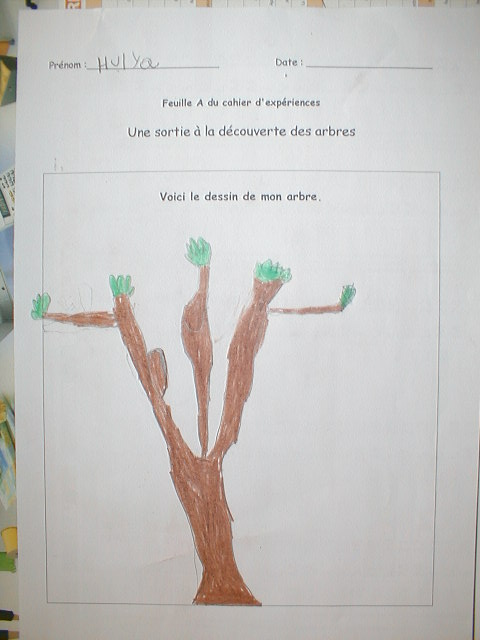 Prénom : Hulya Date :
Feuille A du cahier d'expériences
Une sortie à la découverte des arbres
Voici le dessin de mon arbre.